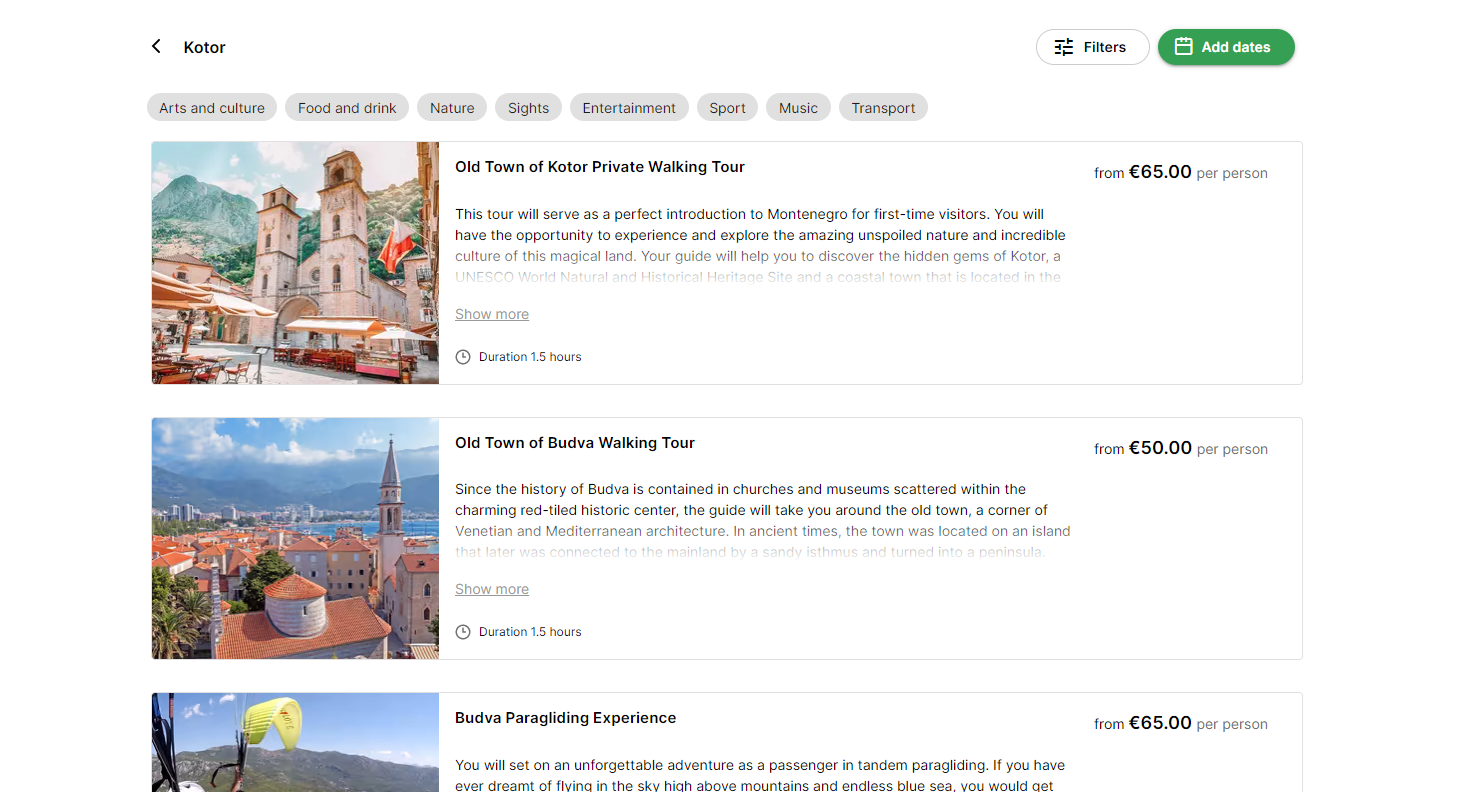 Kotor
Filters
Add dates
Arts and culture
Food and drink
Nature
Sights
Entertainment
Sport
Music
Transport
Old Town of Kotor Private Walking Tour
from €65.00 per person
This tour will serve as a perfect introduction to Montenegro for first-time visitors. You will
have the opportunity to experience and explore the amazing unspoiled nature and incredible
culture of this magical land. Your guide will help you to discover the hidden gems of Kotor, a
UNESCO World Natural and Historical Heritage Site and a coastal town that is located in the
Show more
Duration 1.5 hours
Old Town of Budva Walking Tour
from €50.00 per person
Since the history of Budva is contained in churches and museums scattered within the
charming red-tiled historic center, the guide will take you around the old town, a corner of
Venetian and Mediterranean architecture. In ancient times, the town was located on an island
that later was connected to the mainland by a sandy isthmus and turned into a peninsula.
Show more
Duration 1.5 hours
Budva Paragliding Experience
from €65.00 per person
You will set on an unforgettable adventure as a passenger in tandem paragliding. If you have
ever dreamt of flying in the sky high above mountains and endless blue sea, you would get